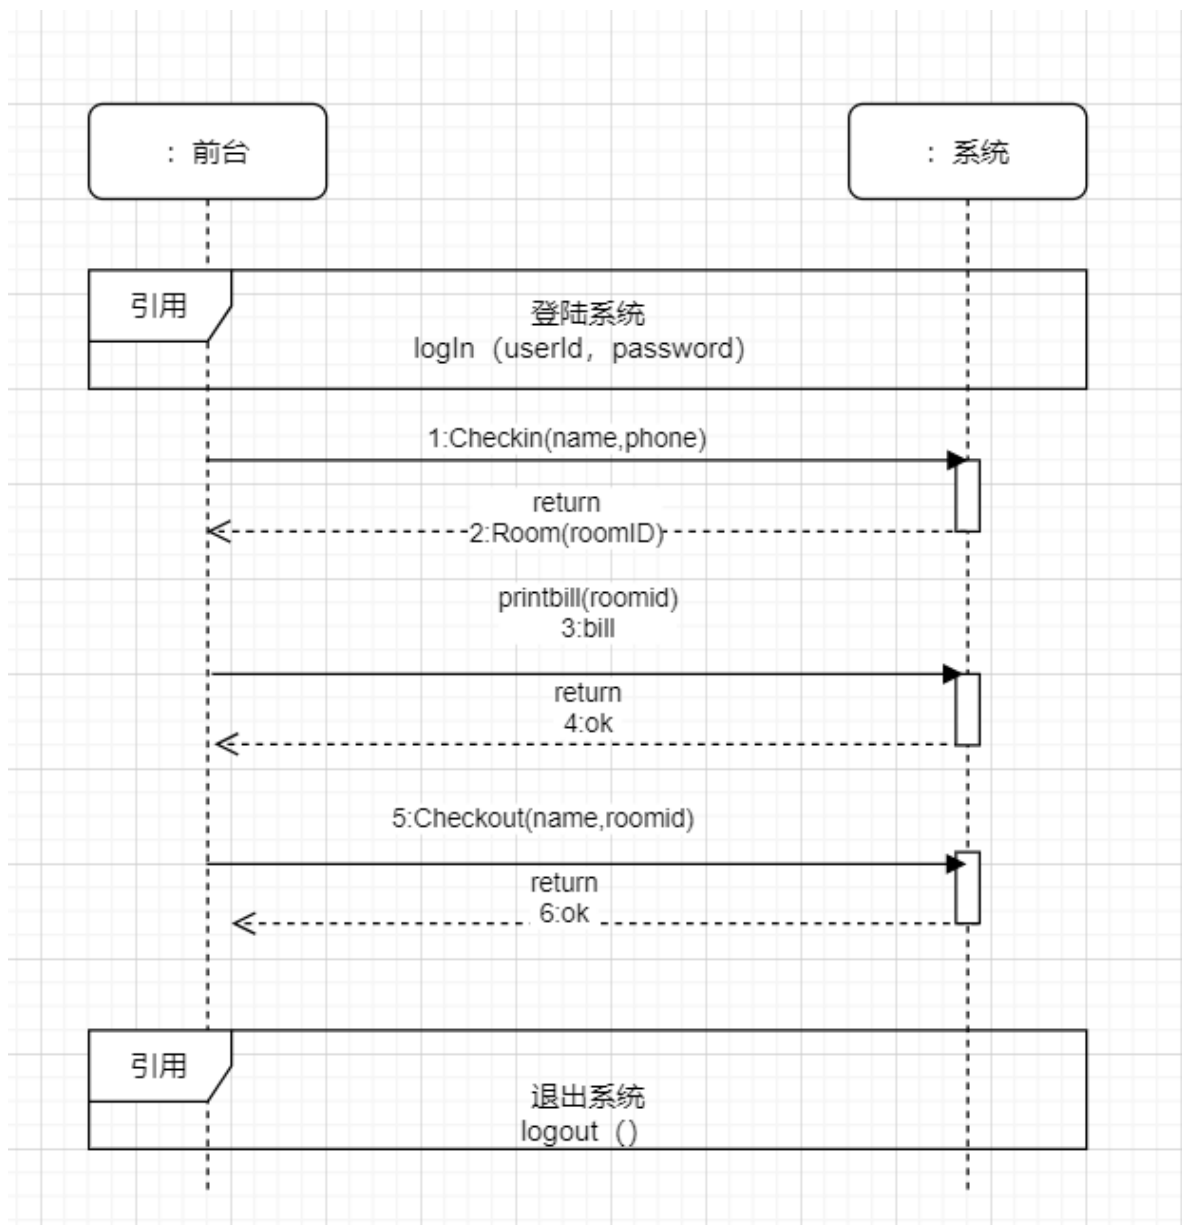 ：前台
：系统
引用
登陆系统
logIn（userId，password）
1:Checkin(name,phone)
return
2:Room(roomID)
printbill(roomid)
3:bill
return
4:ok
5:Checkout(name,roomid)
return
6:ok
引用
退出系统
logout（）